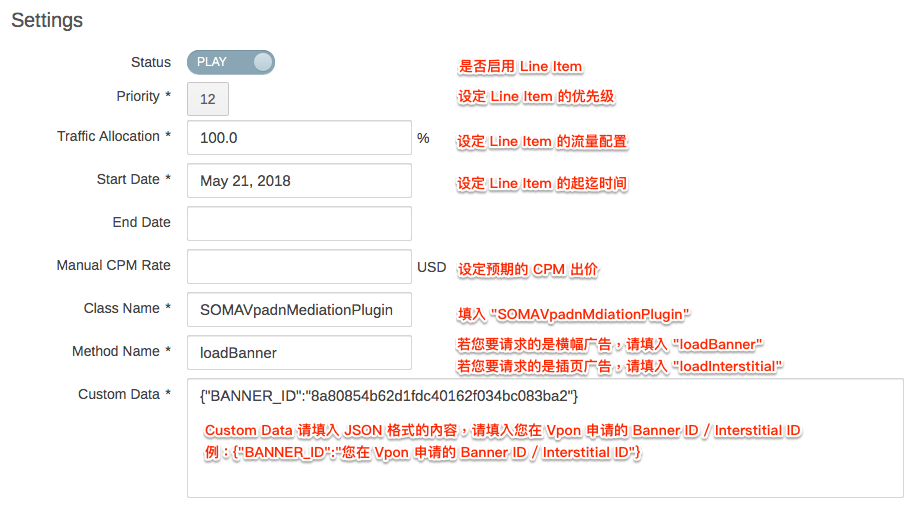 Settings
Status PLAY 是否启用 Line Item
Priority * 12 设定 Line Item 的优先级
Traffic Allocation * 100.0 % 设定 Line Item 的流量配置
Start Date * May 21, 2018 设定 Line Item 的起迄时间
End Date
Manual CPM Rate USD 设定预期的 CPM 出价
Class Name * SOMAVpadnMediationPlugin 填入 "SOMAVpadnMdiationPlugin"
Method Name * loadBanner 若您要请求的是横幅广告，请填入 "loadBanner"
若您要请求的是插页广告，请填入 "loadInterstitial"
Custom Data * {"BANNER_ID":"8a80854b62d1fdc40162f034bc083ba2"}
Custom Data 请填入 JSON 格式的内容，请填入您在 Vpon 申请的 Banner ID / Interstitial ID
例：{"BANNER_ID":"您在 Vpon 申请的 Banner ID / Interstitial ID"}